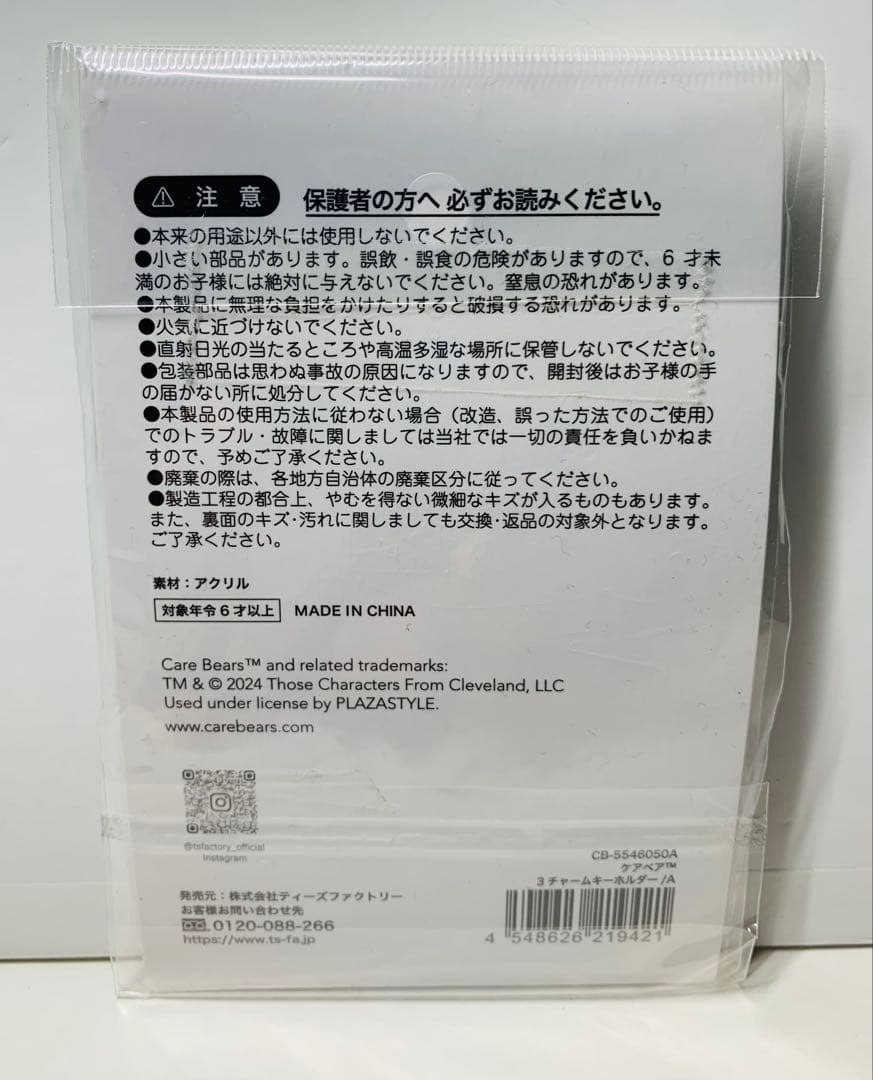 ⚠ 注意 保護者の方へ 必ずお読みください。
●本来の用途以外には使用しないでください。
●小さい部品があります。誤飲・誤食の危険がありますので、6才未
満のお子様には絶対に与えないでください。窒息の恐れがあります。
●本製品に無理な負担をかけたりすると破損する恐れがあります。
●火気に近づけないでください。
●直射日光の当たるところや高温多湿な場所に保管しないでください。
●包装部品は思わぬ事故の原因になりますので、開封後はお子様の手
の届かない所に処分してください。
●本製品の使用方法に従わない場合（改造、誤った方法でのご使用）
でのトラブル・故障に関しましては当社では一切の責任を負いかねま
すので、予めご了承ください。
●廃棄の際は、各地方自治体の廃棄区分に従ってください。
●製造工程の都合上、やむを得ない微細なキズが入るものもあります。
また、裏面のキズ・汚れに関しましても交換・返品の対象外となります。
ご了承ください。
素材：アクリル
対象年令6才以上 MADE IN CHINA
Care Bears™ and related trademarks:
TM & © 2024 Those Characters From Cleveland, LLC
Used under license by PLAZASTYLE.
www.carebears.com
@tsfactory_official
Instagram
CB-5546050A
ケアベア™
3チャームキーホルダー/A
発売元：株式会社ティーズファクトリー
お客様お問い合わせ先
0120-088-266
https://www.ts-fa.jp
4 548626 219421